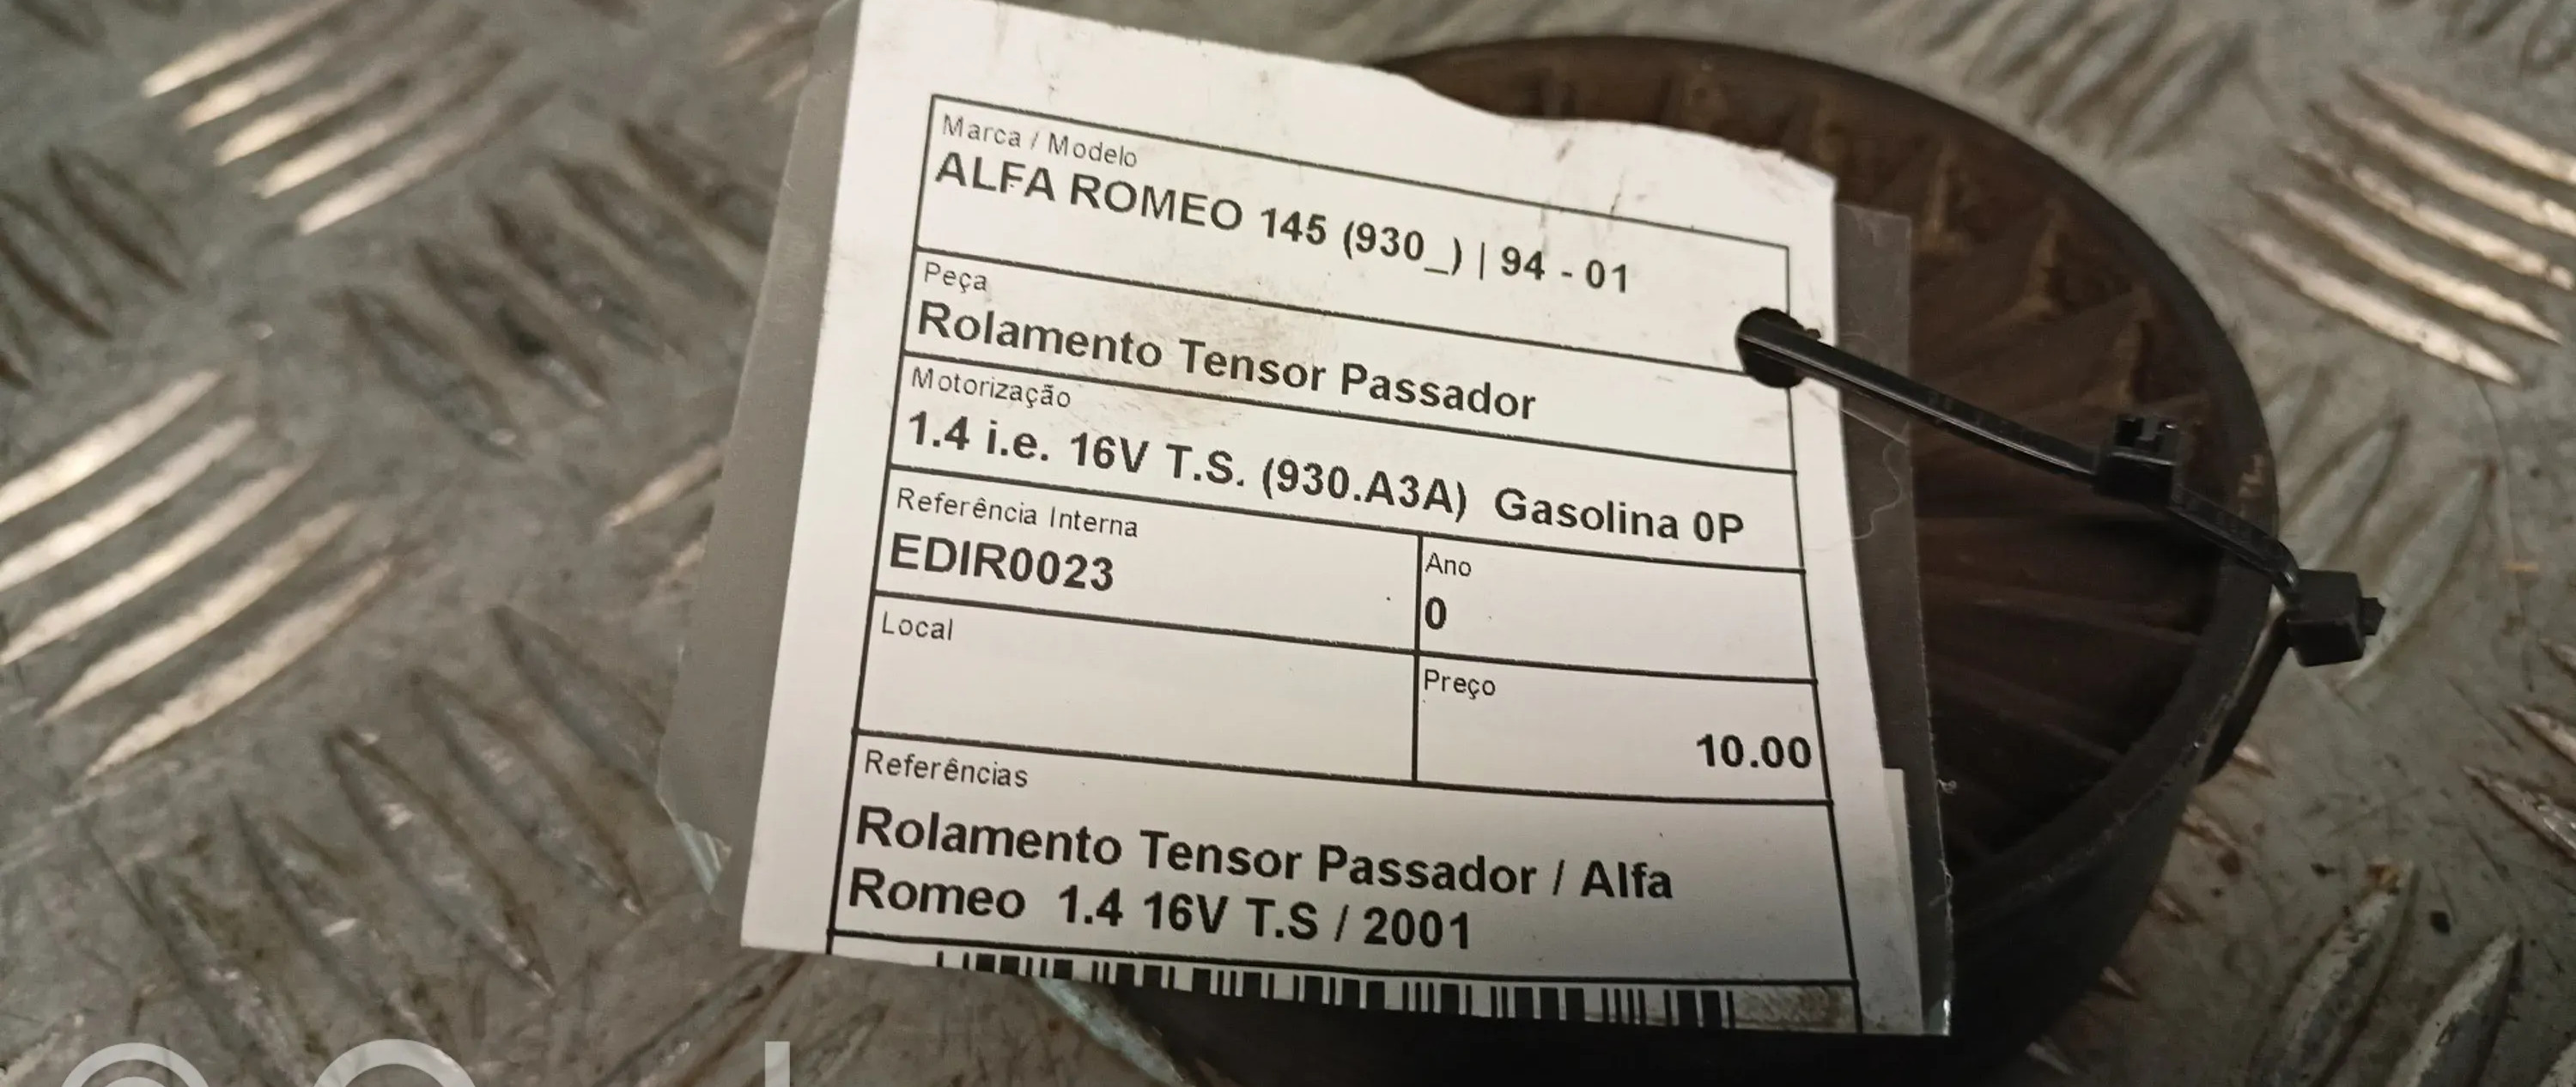 Marca / Modelo
ALFA ROMEO 145 (930_) | 94 - 01
Peça
Rolamento Tensor Passador
Motorização
1.4 i.e. 16V T.S. (930.A3A) Gasolina 0P
Referência Interna
EDIR0023
Ano
0
Local
Preço
10.00
Referências
Rolamento Tensor Passador / Alfa
Romeo 1.4 16V T.S / 2001